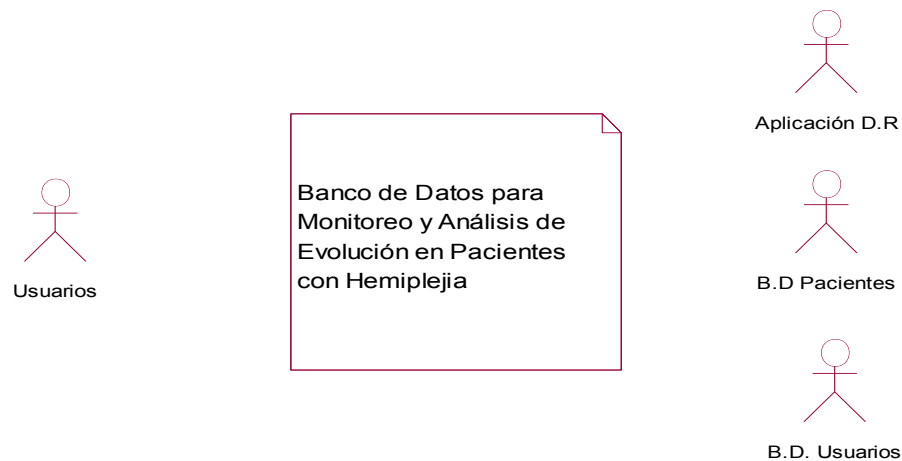 Aplicación D.R
Banco de Datos para
Monitoreo y Análisis de
Evolución en Pacientes
con Hemiplejia
Usuarios
B.D Pacientes
B.D. Usuarios